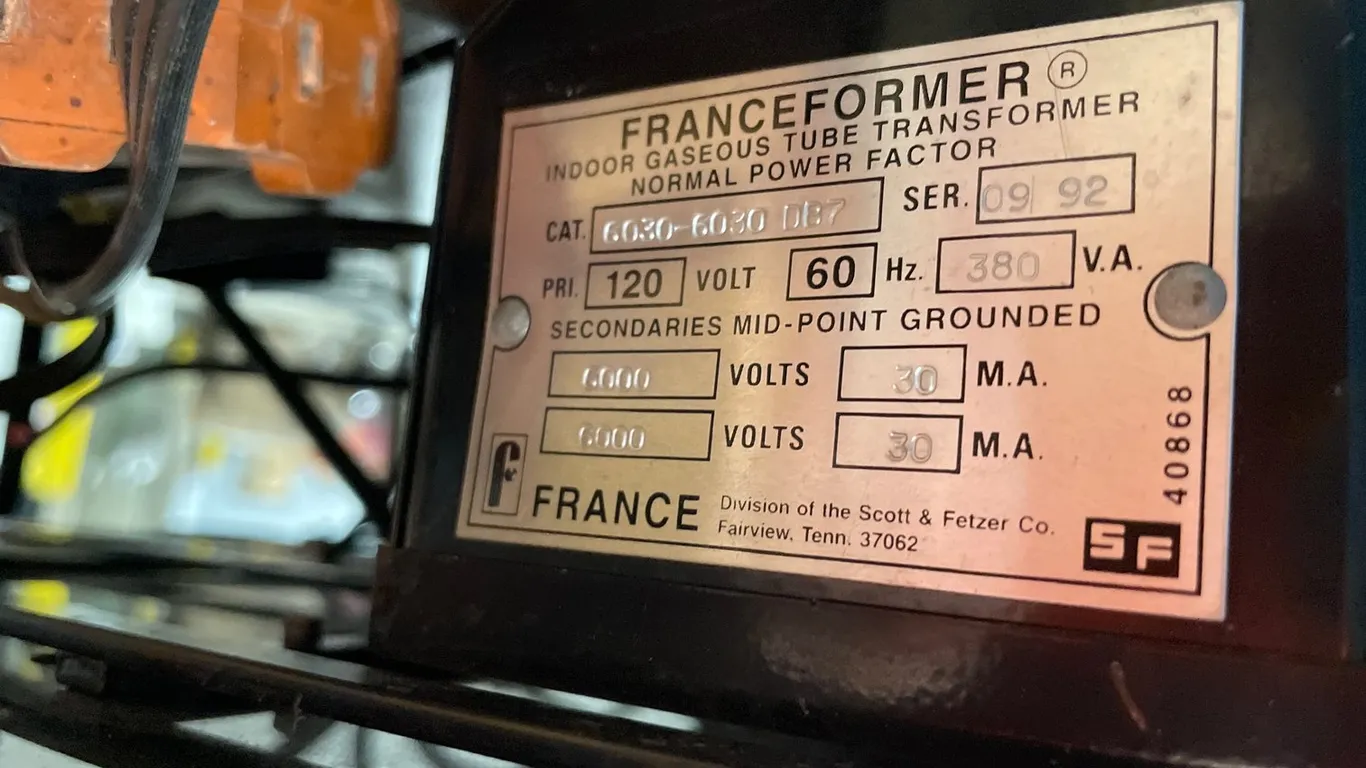 FRANCEFORMER ®
INDOOR GASEOUS TUBE TRANSFORMER
NORMAL POWER FACTOR
CAT. 6030-6030 DB7 SER. 09 92
PRI. 120 VOLT 60 Hz. 380 V.A.
SECONDARIES MID-POINT GROUNDED
6000 VOLTS 30 M.A.
6000 VOLTS 30 M.A.
40868
f
FRANCE Division of the Scott & Fetzer Co.
Fairview, Tenn. 37062
SF